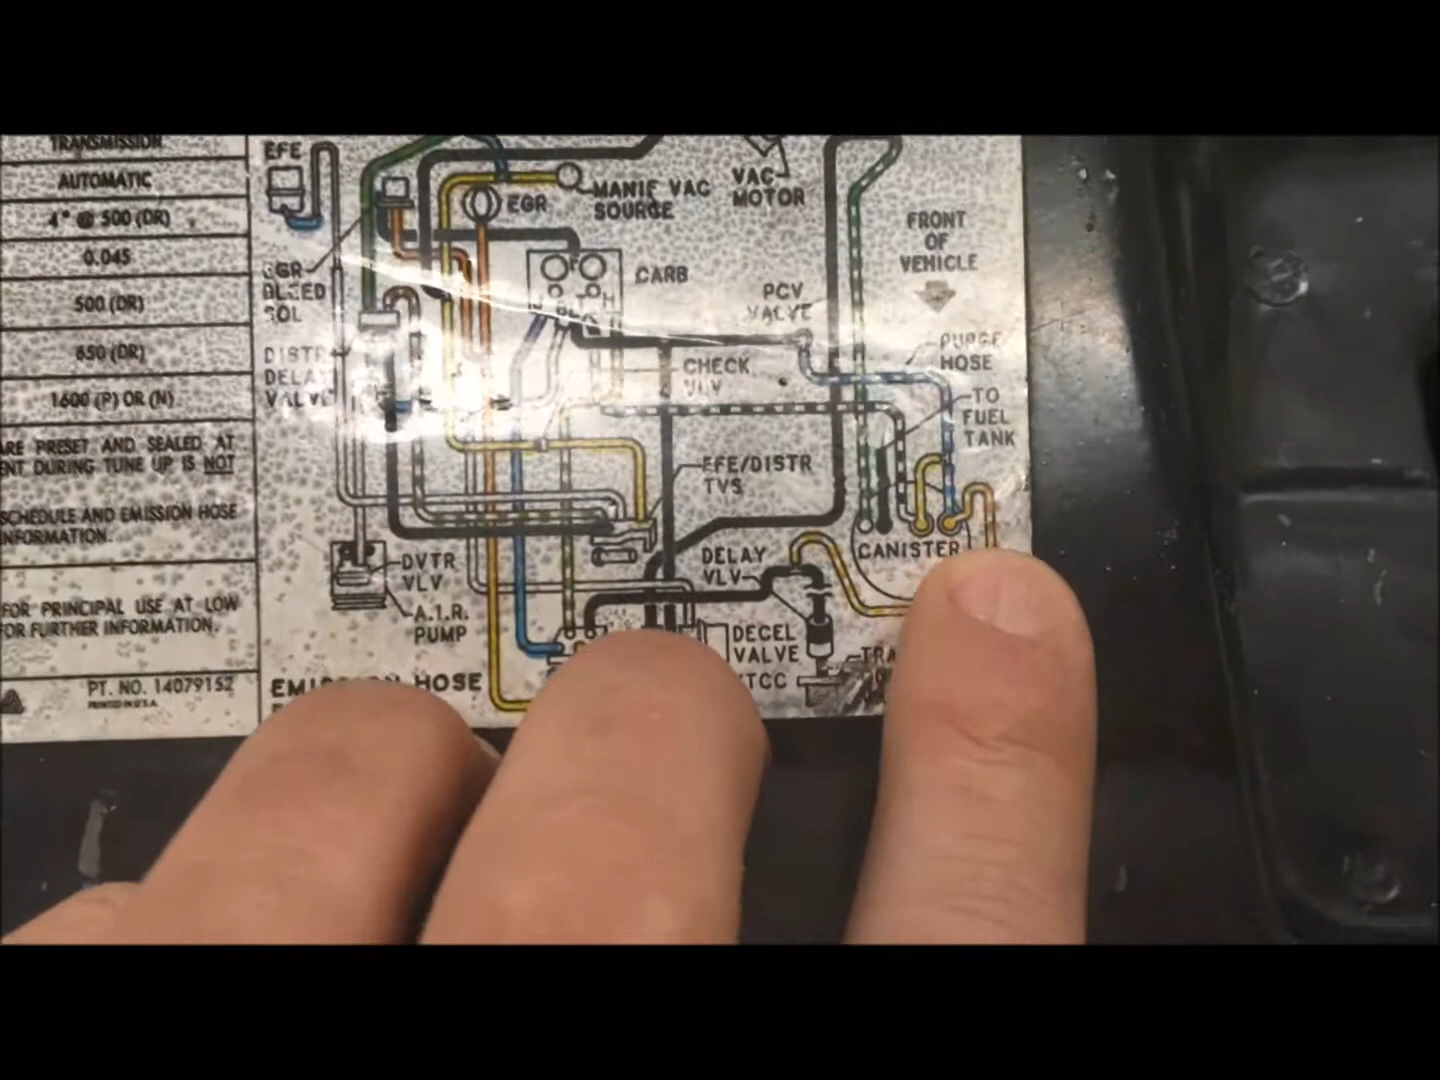 TRANSMISSION
AUTOMATIC
4° @ 500 (DR)
0.045
500 (DR)
650 (DR)
1600 (P) OR (N)
ARE PRESET AND SEALED AT
ENT DURING TUNE UP IS NOT
SCHEDULE AND EMISSION HOSE
NFORMATION.
FOR PRINCIPAL USE AT LOW
FOR FURTHER INFORMATION.
PT. NO. 14079152
PRINTED IN U.S.A.
EFE
EGR
BLEED
SOL
DISTR
DELAY
VALVE
EGR
MANIF VAC
SOURCE
VAC
MOTOR
CARB
PCV
VALVE
FRONT
OF
VEHICLE
PURGE
HOSE
TO
FUEL
TANK
CHECK
VLV
EFE/DISTR
TVS
CANISTER
DVTR
VLV
A.I.R.
PUMP
DELAY
VLV
DECEL
VALVE
TCC
TRA
HOSE